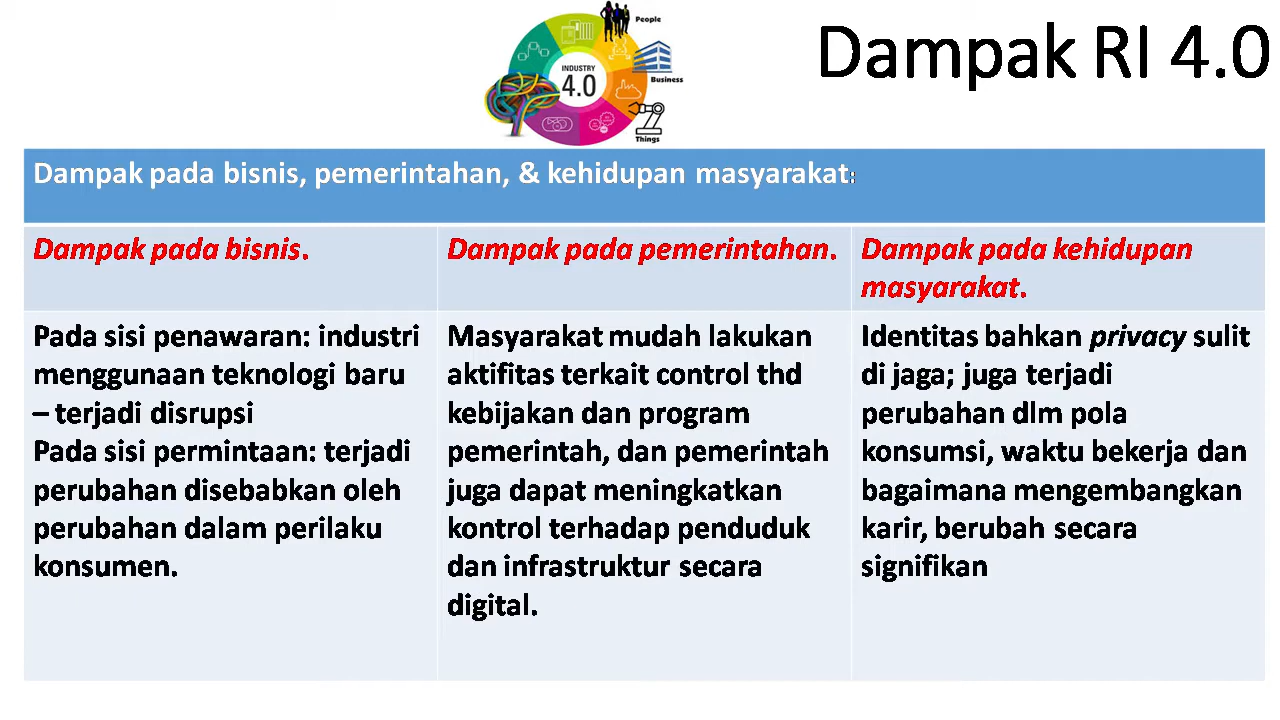 People
Dampak RI 4.0
INDUSTRY
4.0
Business
Things
Dampak pada bisnis, pemerintahan, & kehidupan masyarakat:
Dampak pada bisnis.
Dampak pada pemerintahan.
Dampak pada kehidupan
masyarakat.
Pada sisi penawaran: industri
menggunaan teknologi baru
– terjadi disrupsi
Pada sisi permintaan: terjadi
perubahan disebabkan oleh
perubahan dalam perilaku
konsumen.
Masyarakat mudah lakukan
aktifitas terkait control thd
kebijakan dan program
pemerintah, dan pemerintah
juga dapat meningkatkan
kontrol terhadap penduduk
dan infrastruktur secara
digital.
Identitas bahkan privacy sulit
di jaga; juga terjadi
perubahan dlm pola
konsumsi, waktu bekerja dan
bagaimana mengembangkan
karir, berubah secara
signifikan